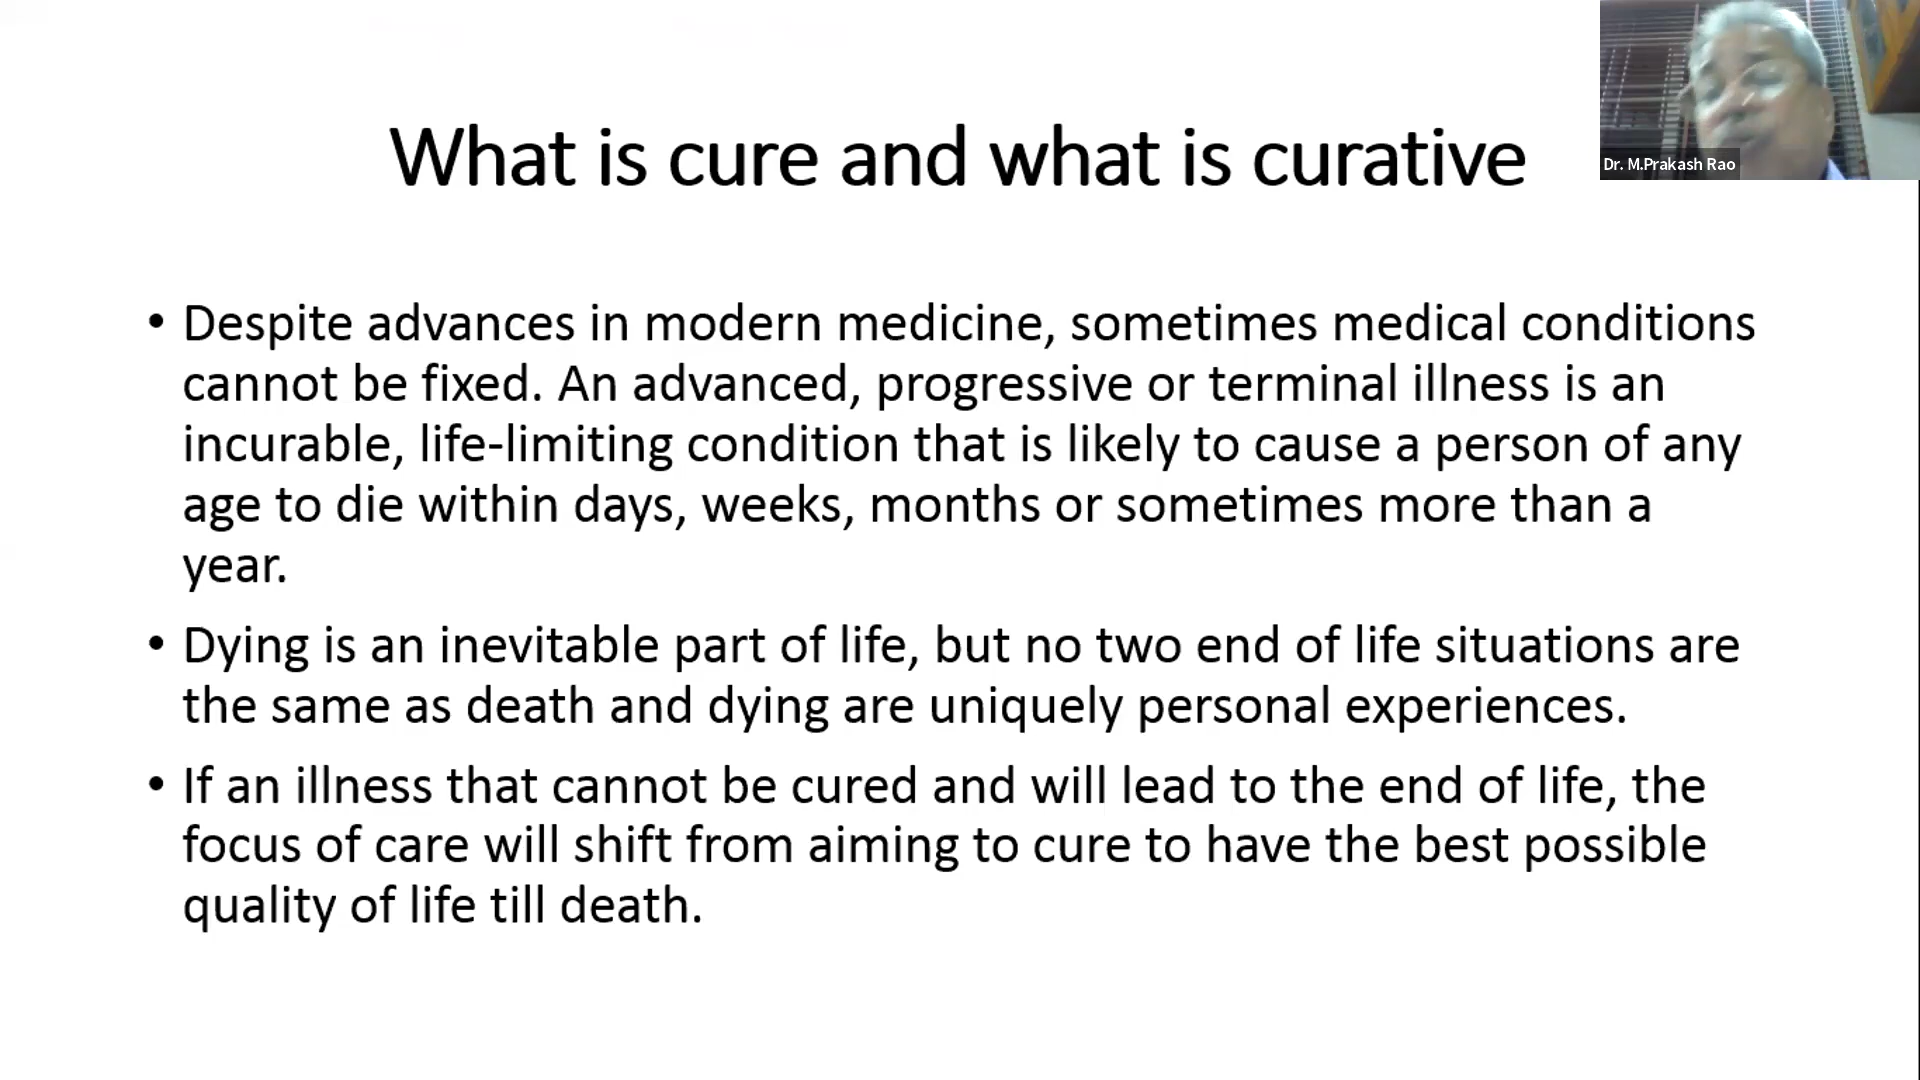 What is cure and what is curative
Dr. M.Prakash Rao
• Despite advances in modern medicine, sometimes medical conditions
cannot be fixed. An advanced, progressive or terminal illness is an
incurable, life-limiting condition that is likely to cause a person of any
age to die within days, weeks, months or sometimes more than a
year.
• Dying is an inevitable part of life, but no two end of life situations are
the same as death and dying are uniquely personal experiences.
• If an illness that cannot be cured and will lead to the end of life, the
focus of care will shift from aiming to cure to have the best possible
quality of life till death.